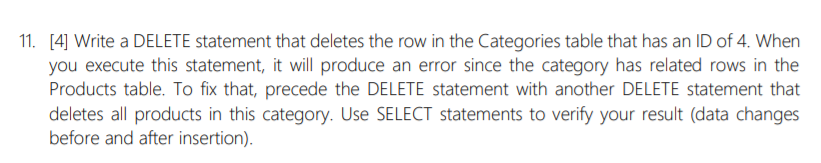 11. [4] Write a DELETE statement that deletes the row in the Categories table that has an ID of 4. When
you execute this statement, it will produce an error since the category has related rows in the
Products table. To fix that, precede the DELETE statement with another DELETE statement that
deletes all products in this category. Use SELECT statements to verify your result (data changes
before and after insertion).